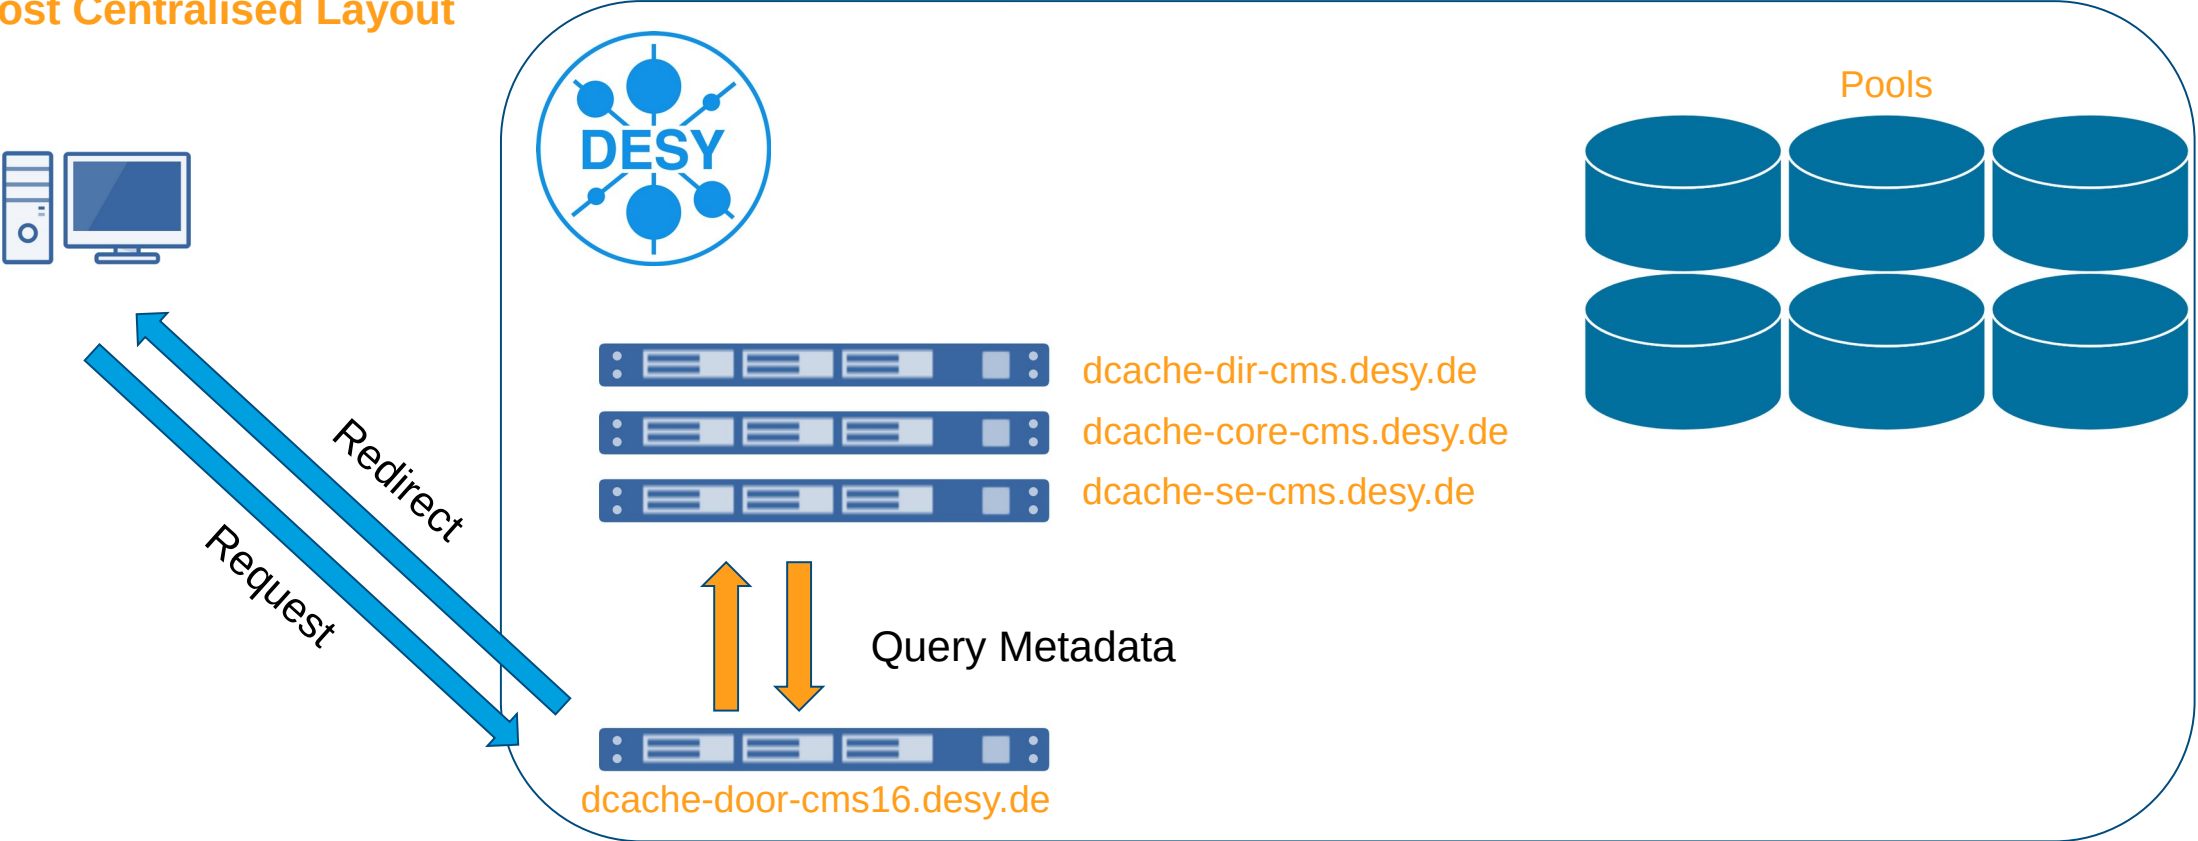 ost Centralised Layout
DESY
Pools
dcache-dir-cms.desy.de
dcache-core-cms.desy.de
dcache-se-cms.desy.de
Redirect
Request
Query Metadata
dcache-door-cms16.desy.de